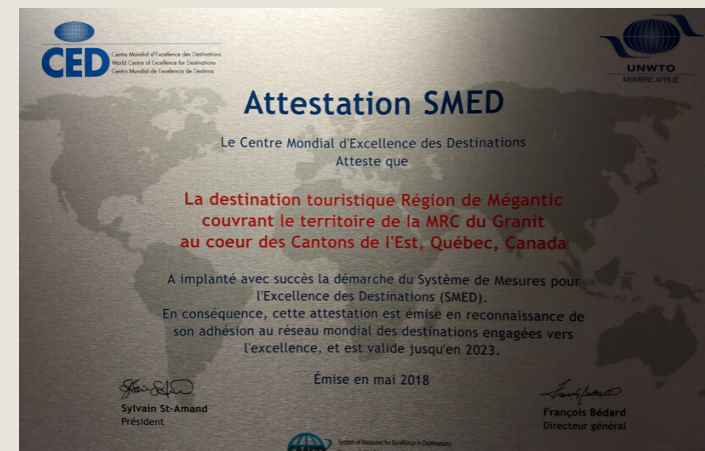 CED
Centre Mondial d'Excellence des Destinations
World Centre of Excellence for Destinations
Centro Mundial de Excelencia de Destinos
UNWTO
MEMBRE AFFILIÉ
Attestation SMED
Le Centre Mondial d'Excellence des Destinations
Atteste que
La destination touristique Région de Mégantic
couvrant le territoire de la MRC du Granit
au coeur des Cantons de l'Est, Québec, Canada
A implanté avec succès la démarche du Système de Mesures pour
l'Excellence des Destinations (SMED).
En conséquence, cette attestation est émise en reconnaissance de
son adhésion au réseau mondial des destinations engagées vers
l'excellence, et est valide jusqu'en 2023.
Émise en mai 2018
Sylvain St-Amand
Président
François Bédard
Directeur général
System of Measures for Excellence in Destinations